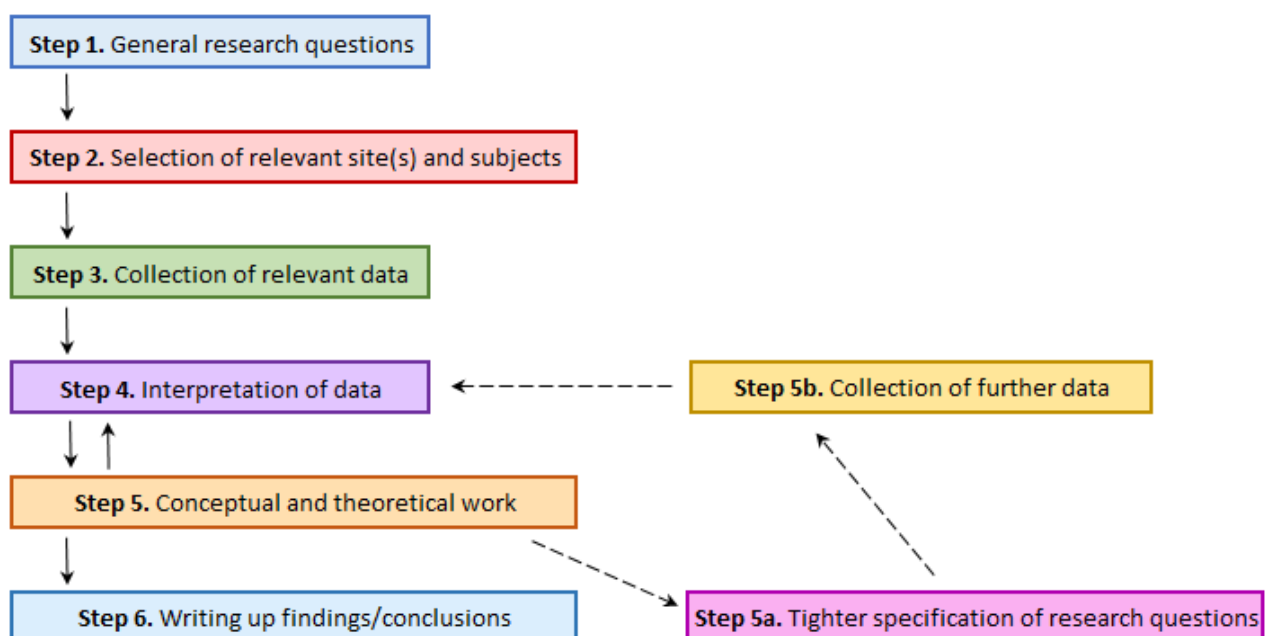 Step 1. General research questions
Step 2. Selection of relevant site(s) and subjects
Step 3. Collection of relevant data
Step 4. Interpretation of data
Step 5b. Collection of further data
Step 5. Conceptual and theoretical work
Step 6. Writing up findings/conclusions
Step 5a. Tighter specification of research questions